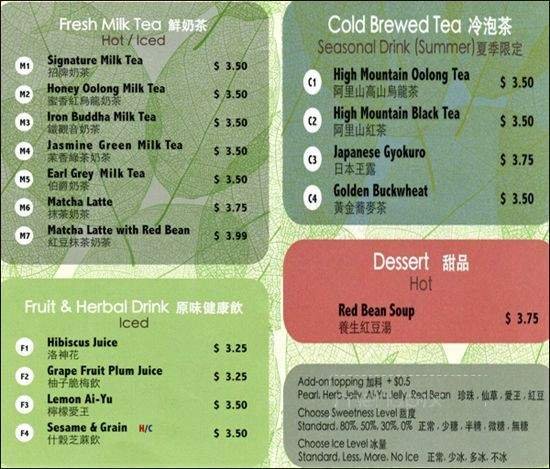 Fresh Milk Tea 鮮奶茶
Hot / Iced
M1 Signature Milk Tea $ 3.50
招牌奶茶
M2 Honey Oolong Milk Tea $ 3.50
蜜香紅烏龍奶茶
M3 Iron Buddha Milk Tea $ 3.50
鐵觀音奶茶
M4 Jasmine Green Milk Tea $ 3.50
茉香綠茶奶茶
M5 Earl Grey Milk Tea $ 3.50
伯爵奶茶
M6 Matcha Latte $ 3.75
抹茶奶茶
M7 Matcha Latte with Red Bean $ 3.99
紅豆抹茶奶茶
Fruit & Herbal Drink 原味健康飲
Iced
F1 Hibiscus Juice $ 3.25
洛神花
F2 Grape Fruit Plum Juice $ 3.25
柚子脆梅飲
F3 Lemon Ai-Yu $ 3.50
檸檬愛玉
F4 Sesame & Grain H/C $ 3.50
什穀芝蔴飲
Cold Brewed Tea 冷泡茶
Seasonal Drink (Summer)夏季限定
C1 High Mountain Oolong Tea $ 3.50
阿里山高山烏龍茶
C2 High Mountain Black Tea $ 3.50
阿里山紅茶
C3 Japanese Gyokuro $ 3.75
日本玊露
C4 Golden Buckwheat $ 3.50
黃金蕎麥茶
Dessert 甜品
Hot
Red Bean Soup $ 3.75
養生紅豆湯
Add-on topping 加料 + $0.5
Pearl, Herb Jelly, Ai-Yu Jelly, Red Bean 珍珠 , 仙草 , 愛玊 , 紅豆
Choose Sweetness Level 甜度
Standard, 80%, 50%, 30%, 0% 正常 , 少糖 , 半糖 , 微糖 , 無糖
Choose Ice Level 冰量
Standard, Less, More, No Ice 正常, 少冰, 多冰, 不冰